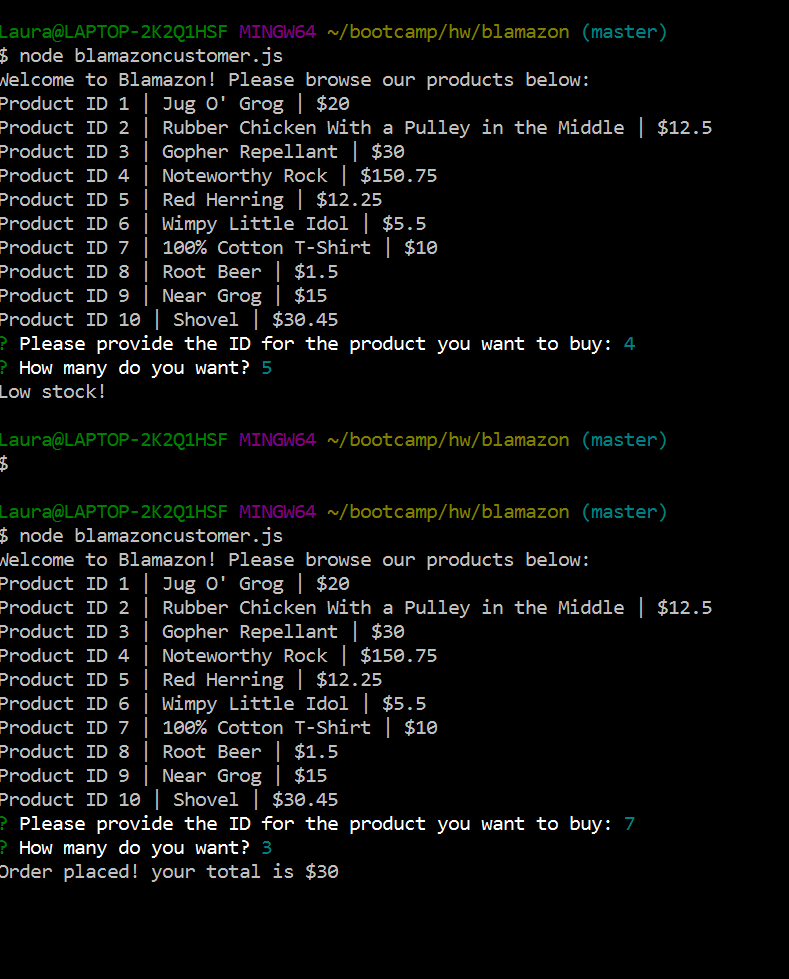 Laura@LAPTOP-2K2Q1HSF MINGW64 ~/bootcamp/hw/blamazon (master)
$ node blamazoncustomer.js
Welcome to Blamazon! Please browse our products below:
Product ID 1 | Jug O' Grog | $20
Product ID 2 | Rubber Chicken With a Pulley in the Middle | $12.5
Product ID 3 | Gopher Repellant | $30
Product ID 4 | Noteworthy Rock | $150.75
Product ID 5 | Red Herring | $12.25
Product ID 6 | Wimpy Little Idol | $5.5
Product ID 7 | 100% Cotton T-Shirt | $10
Product ID 8 | Root Beer | $1.5
Product ID 9 | Near Grog | $15
Product ID 10 | Shovel | $30.45
? Please provide the ID for the product you want to buy: 4
? How many do you want? 5
Low stock!
Laura@LAPTOP-2K2Q1HSF MINGW64 ~/bootcamp/hw/blamazon (master)
$
Laura@LAPTOP-2K2Q1HSF MINGW64 ~/bootcamp/hw/blamazon (master)
$ node blamazoncustomer.js
Welcome to Blamazon! Please browse our products below:
Product ID 1 | Jug O' Grog | $20
Product ID 2 | Rubber Chicken With a Pulley in the Middle | $12.5
Product ID 3 | Gopher Repellant | $30
Product ID 4 | Noteworthy Rock | $150.75
Product ID 5 | Red Herring | $12.25
Product ID 6 | Wimpy Little Idol | $5.5
Product ID 7 | 100% Cotton T-Shirt | $10
Product ID 8 | Root Beer | $1.5
Product ID 9 | Near Grog | $15
Product ID 10 | Shovel | $30.45
? Please provide the ID for the product you want to buy: 7
? How many do you want? 3
Order placed! your total is $30